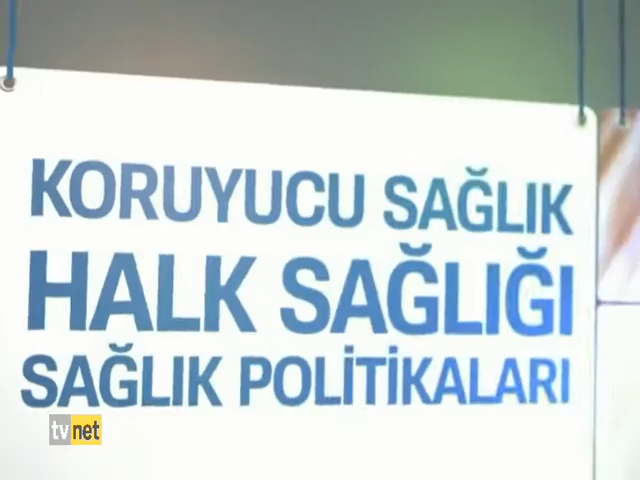 KORUYUCU SAĞLIK
HALK SAĞLIĞI
SAĞLIK POLİTİKALARI
tvnet